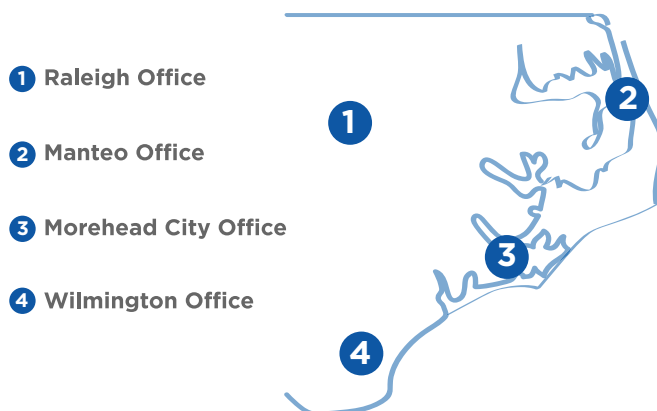 1 Raleigh Office
2 Manteo Office
3 Morehead City Office
4 Wilmington Office
1
2
3
4